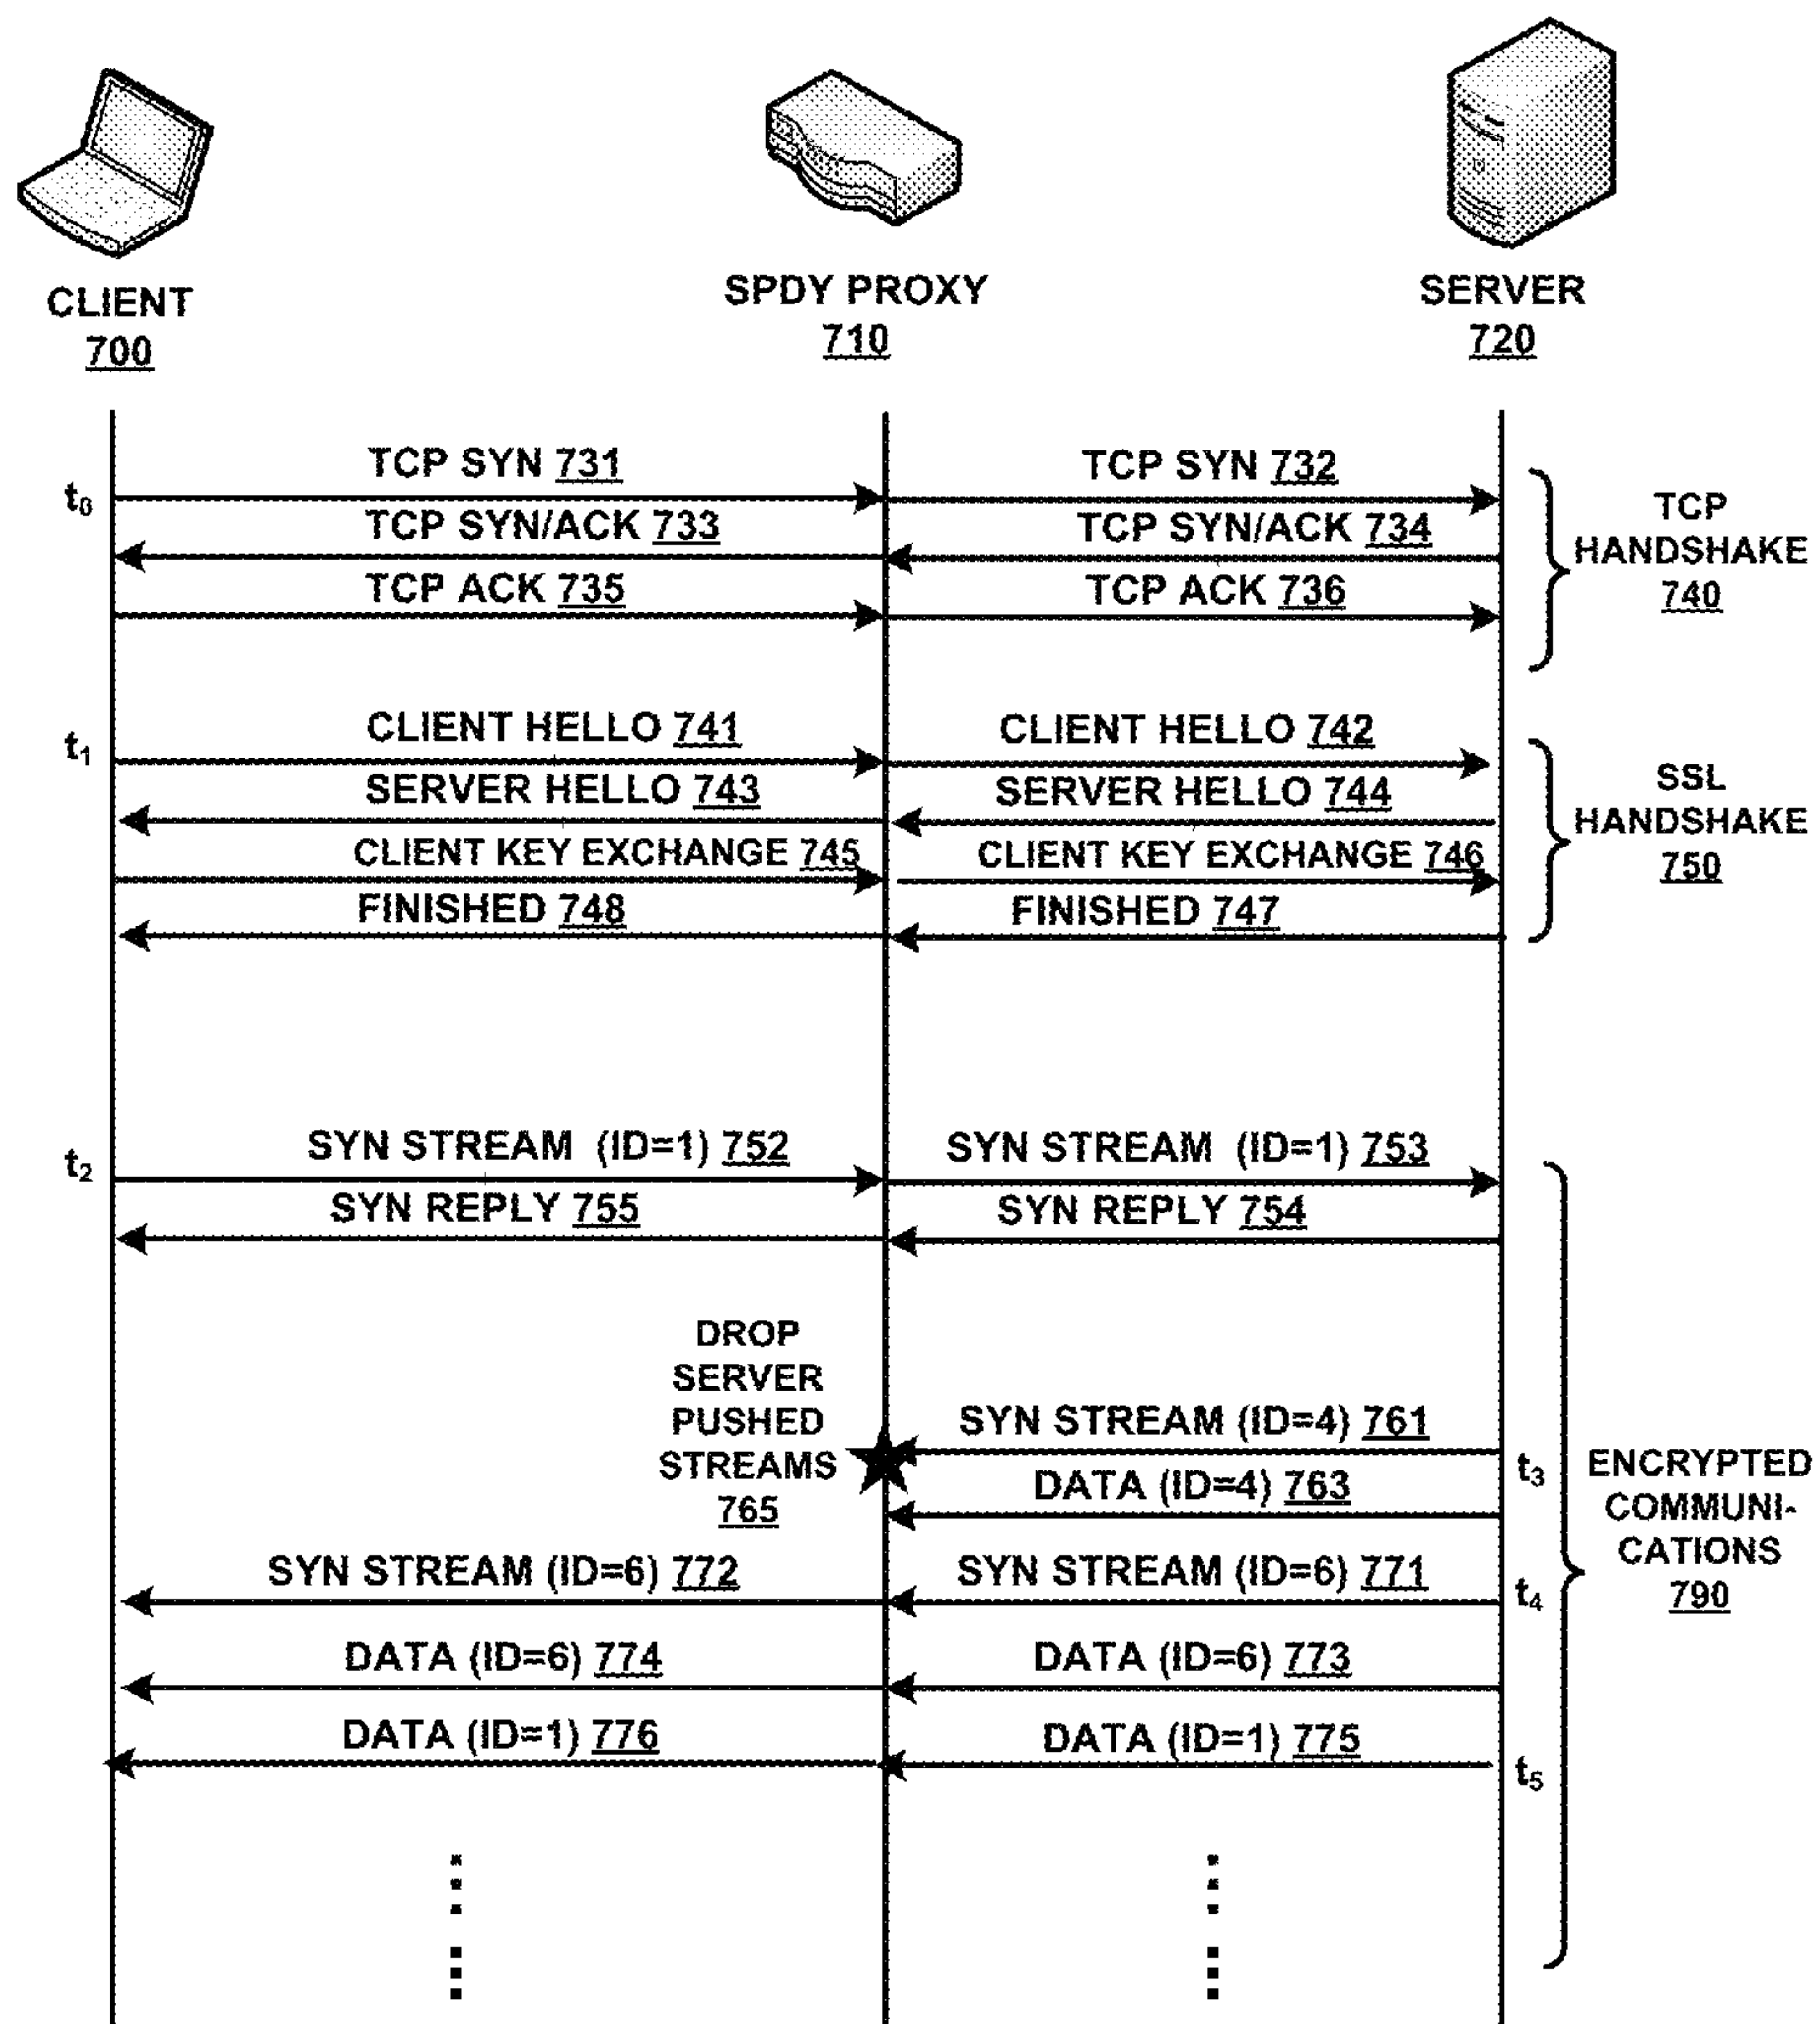 CLIENT
700
SPDY PROXY
710
SERVER
720
t0
TCP SYN 731
TCP SYN 732
TCP SYN/ACK 733
TCP SYN/ACK 734
TCP ACK 735
TCP ACK 736
TCP
HANDSHAKE
740
t1
CLIENT HELLO 741
CLIENT HELLO 742
SERVER HELLO 743
SERVER HELLO 744
CLIENT KEY EXCHANGE 745
CLIENT KEY EXCHANGE 746
FINISHED 748
FINISHED 747
SSL
HANDSHAKE
750
t2
SYN STREAM (ID=1) 752
SYN STREAM (ID=1) 753
SYN REPLY 755
SYN REPLY 754
DROP
SERVER
PUSHED
STREAMS
765
SYN STREAM (ID=4) 761
t3
DATA (ID=4) 763
SYN STREAM (ID=6) 772
SYN STREAM (ID=6) 771
t4
DATA (ID=6) 774
DATA (ID=6) 773
DATA (ID=1) 776
DATA (ID=1) 775
t5
ENCRYPTED
COMMUNI-
CATIONS
790